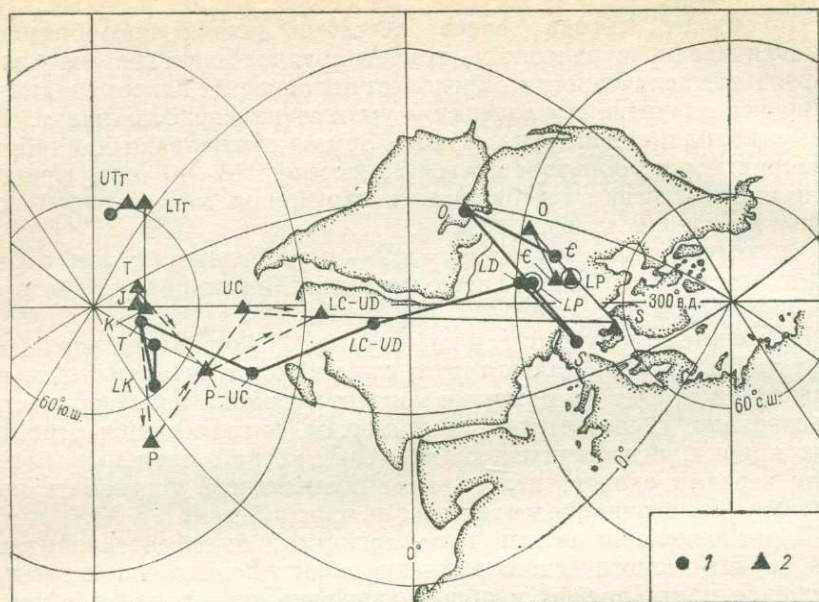 UTr
LTr
T
J
K
T
LK
P
UC
P-UC
LC-UD
LC-UD
O
O
LD
Є
Є
LP
LP
S
S
300° в.д.
60° ю.ш.
60° с.ш.
0°
0°
1
2